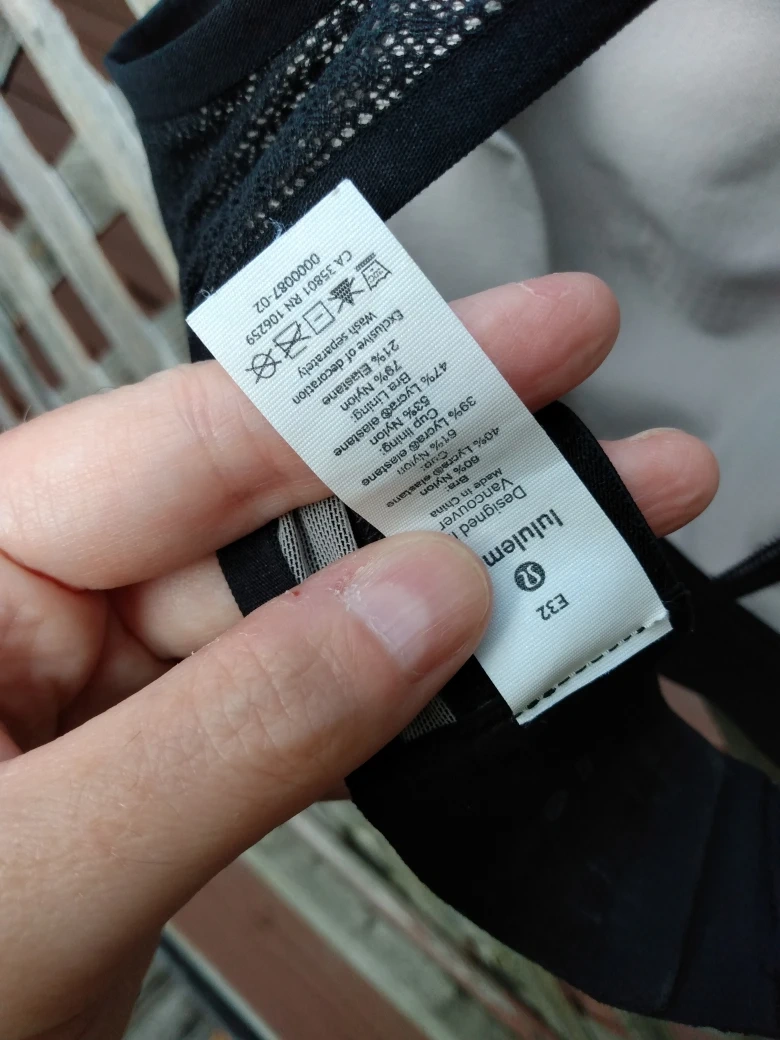 E32
lululem
Designed
Vancouver
Made in China
Bra:
60% Nylon
40% Lycra® elastane
Cup:
61% Nylon
39% Lycra® elastane
Cup lining:
53% Nylon
47% Lycra® elastane
Bra Lining:
79% Nylon
21% Elastane
Exclusive of decoration
Wash separately
30C
CA 35801 RN 106259
0000087-02